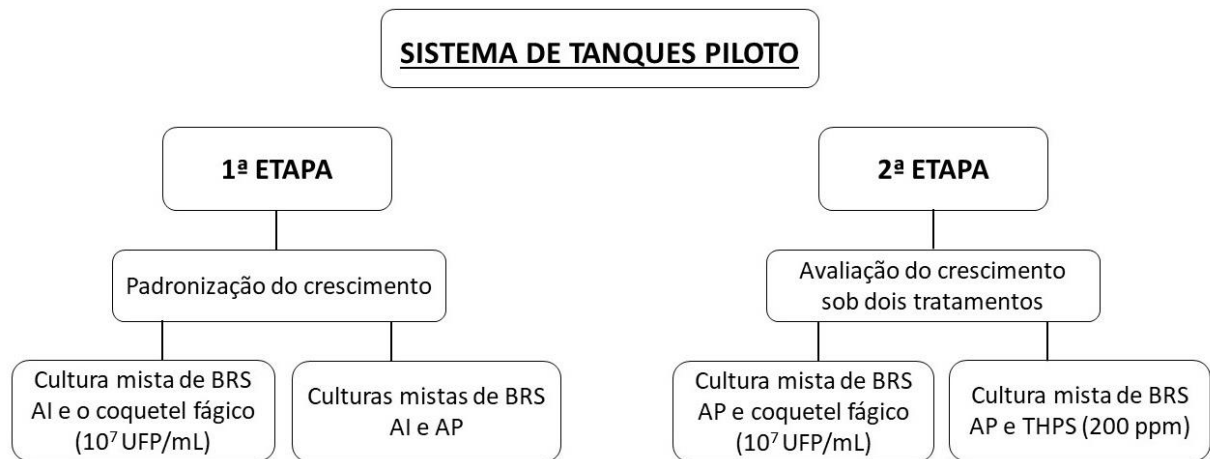 SISTEMA DE TANQUES PILOTO
1ª ETAPA
Padronização do crescimento
Cultura mista de BRS
AI e o coquetel fágico
(10⁷ UFP/mL)
Culturas mistas de BRS
AI e AP
2ª ETAPA
Avaliação do crescimento
sob dois tratamentos
Cultura mista de BRS
AP e coquetel fágico
(10⁷ UFP/mL)
Cultura mista de BRS
AP e THPS (200 ppm)